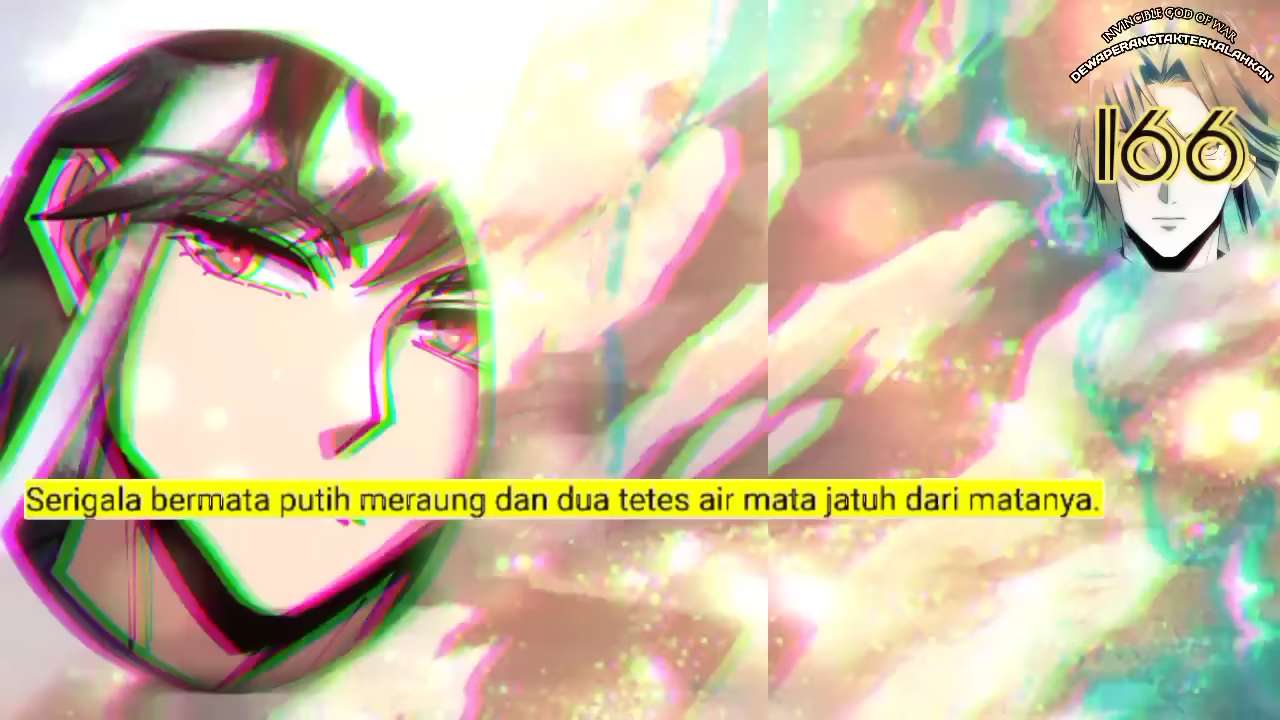 INVINCIBLE GOD OF WAR
DEWAPERANGTAKTERKALAHKAN
166
Serigala bermata putih meraung dan dua tetes air mata jatuh dari matanya.